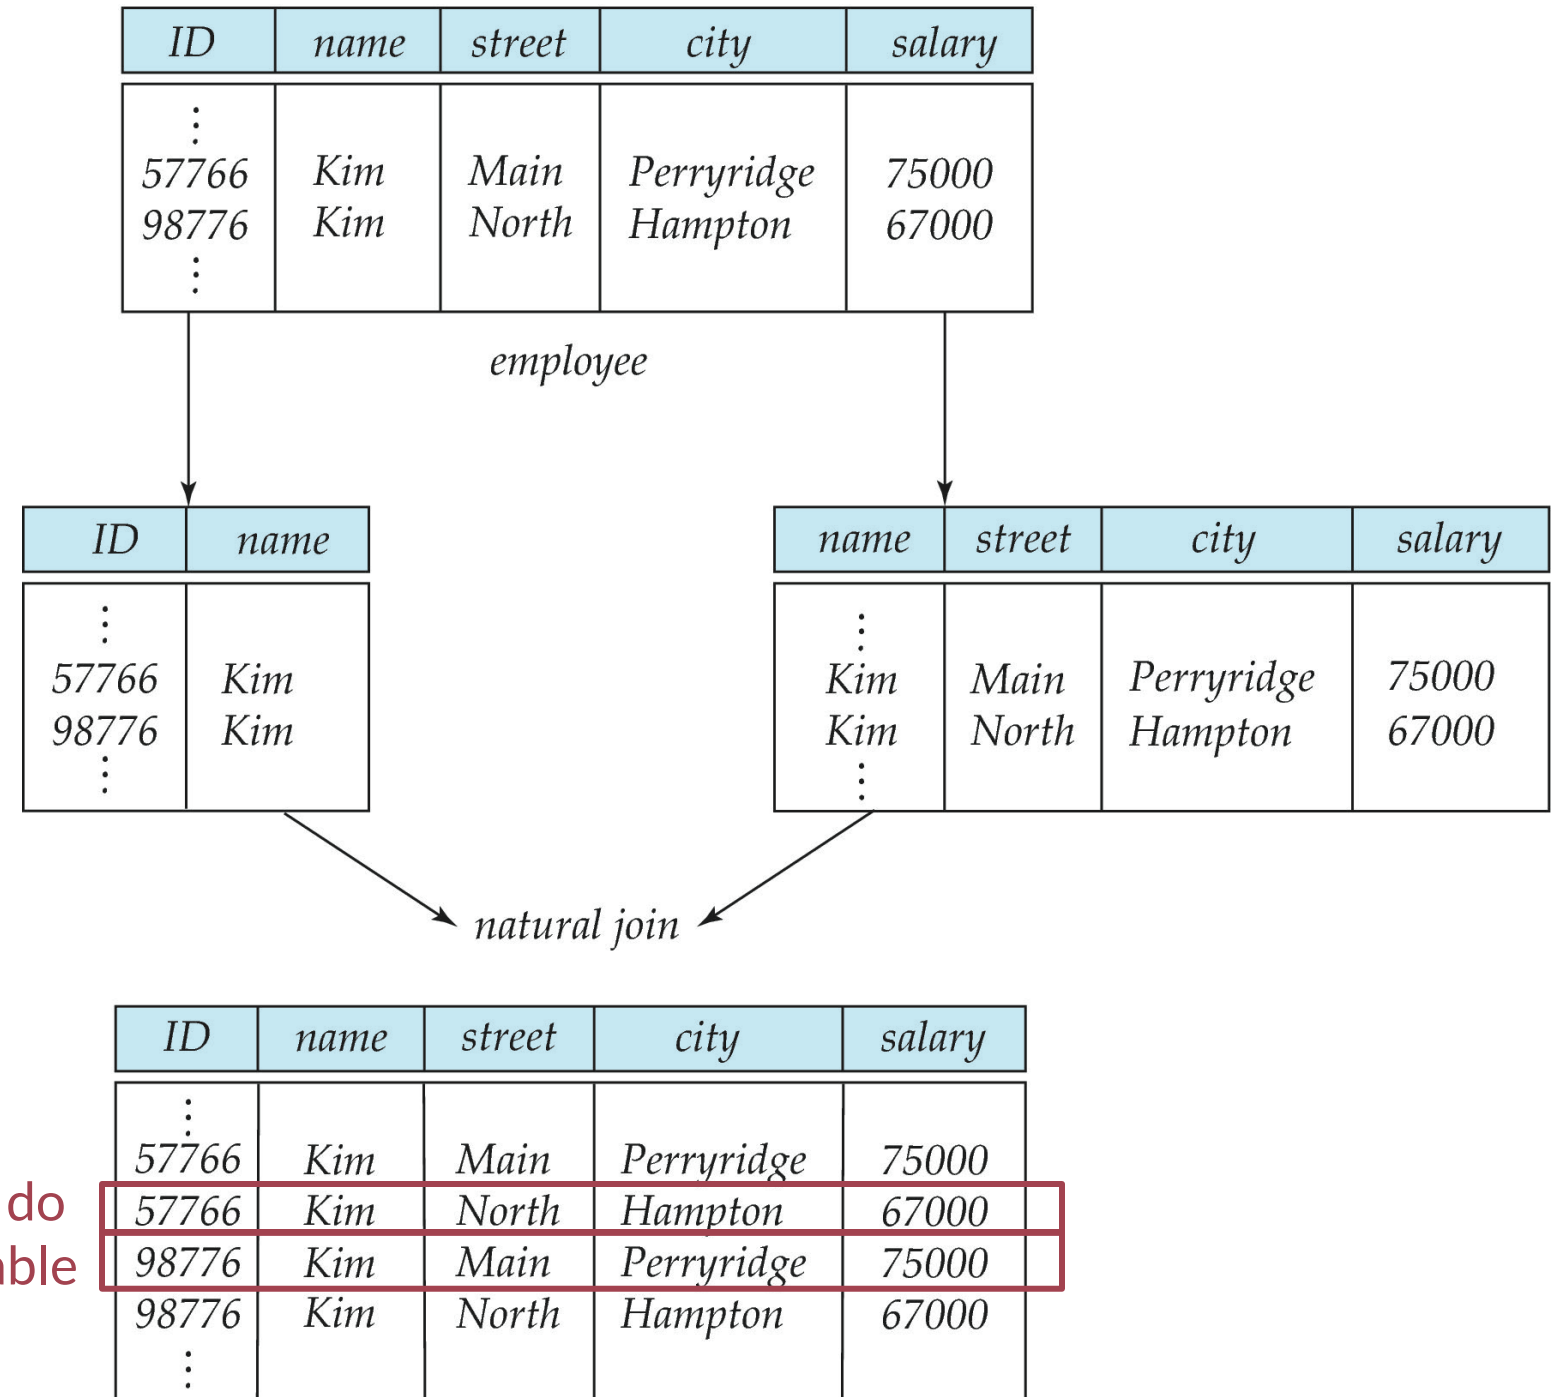 ID name street city salary
⋮
57766 Kim Main Perryridge 75000
98776 Kim North Hampton 67000
⋮
employee
ID name
⋮
57766 Kim
98776 Kim
⋮
name street city salary
⋮
Kim Main Perryridge 75000
Kim North Hampton 67000
⋮
natural join
ID name street city salary
⋮
57766 Kim Main Perryridge 75000
do
57766 Kim North Hampton 67000
98776 Kim Main Perryridge 75000
98776 Kim North Hampton 67000
⋮